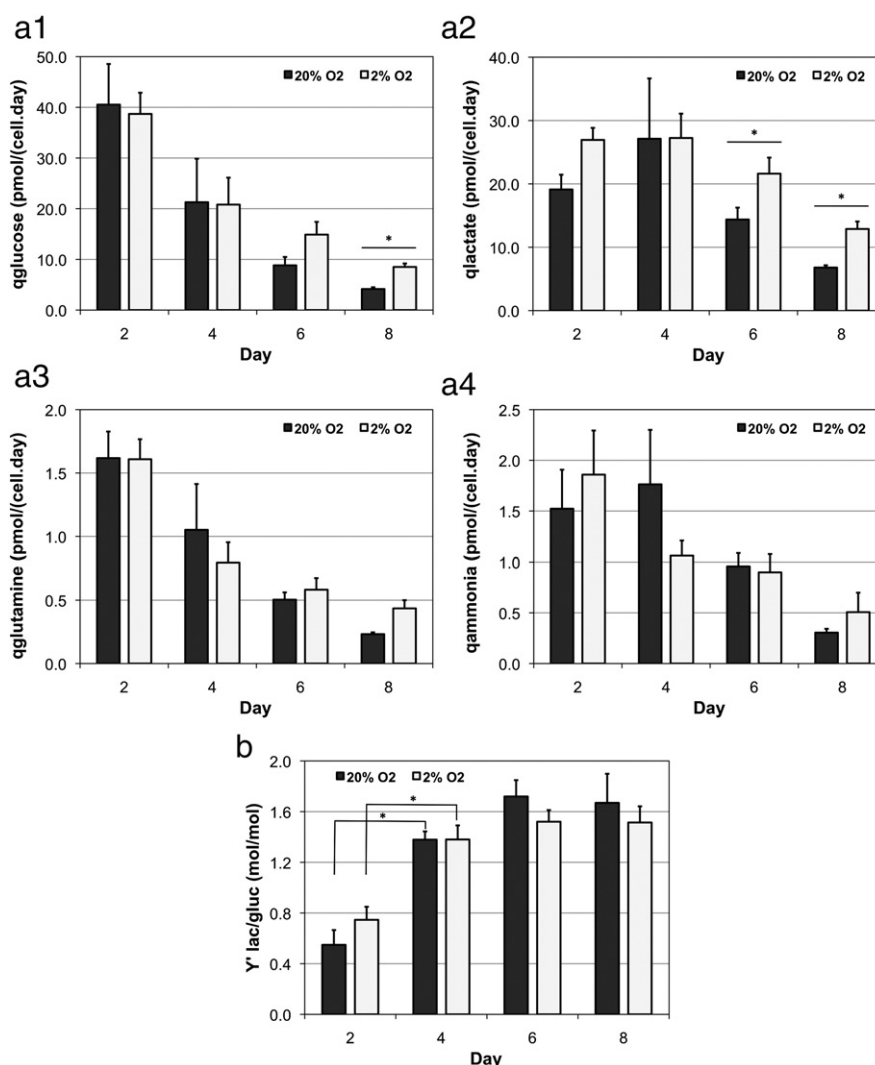 a1
qglucose (pmol/(cell.day)
50.0
40.0
30.0
20.0
10.0
0.0
20% O2 2% O2
*
2 4 6 8
Day
a2
qlactate (pmol/(cell.day)
40.0
30.0
20.0
10.0
0.0
20% O2 2% O2
*
*
2 4 6 8
Day
a3
qglutamine (pmol/(cell.day)
2.0
1.5
1.0
0.5
0.0
20% O2 2% O2
2 4 6 8
Day
a4
qammonia (pmol/(cell.day)
2.5
2.0
1.5
1.0
0.5
0.0
20% O2 2% O2
2 4 6 8
Day
b
Y' lac/gluc (mol/mol)
2.0
1.6
1.2
0.8
0.4
0.0
20% O2 2% O2
*
*
2 4 6 8
Day